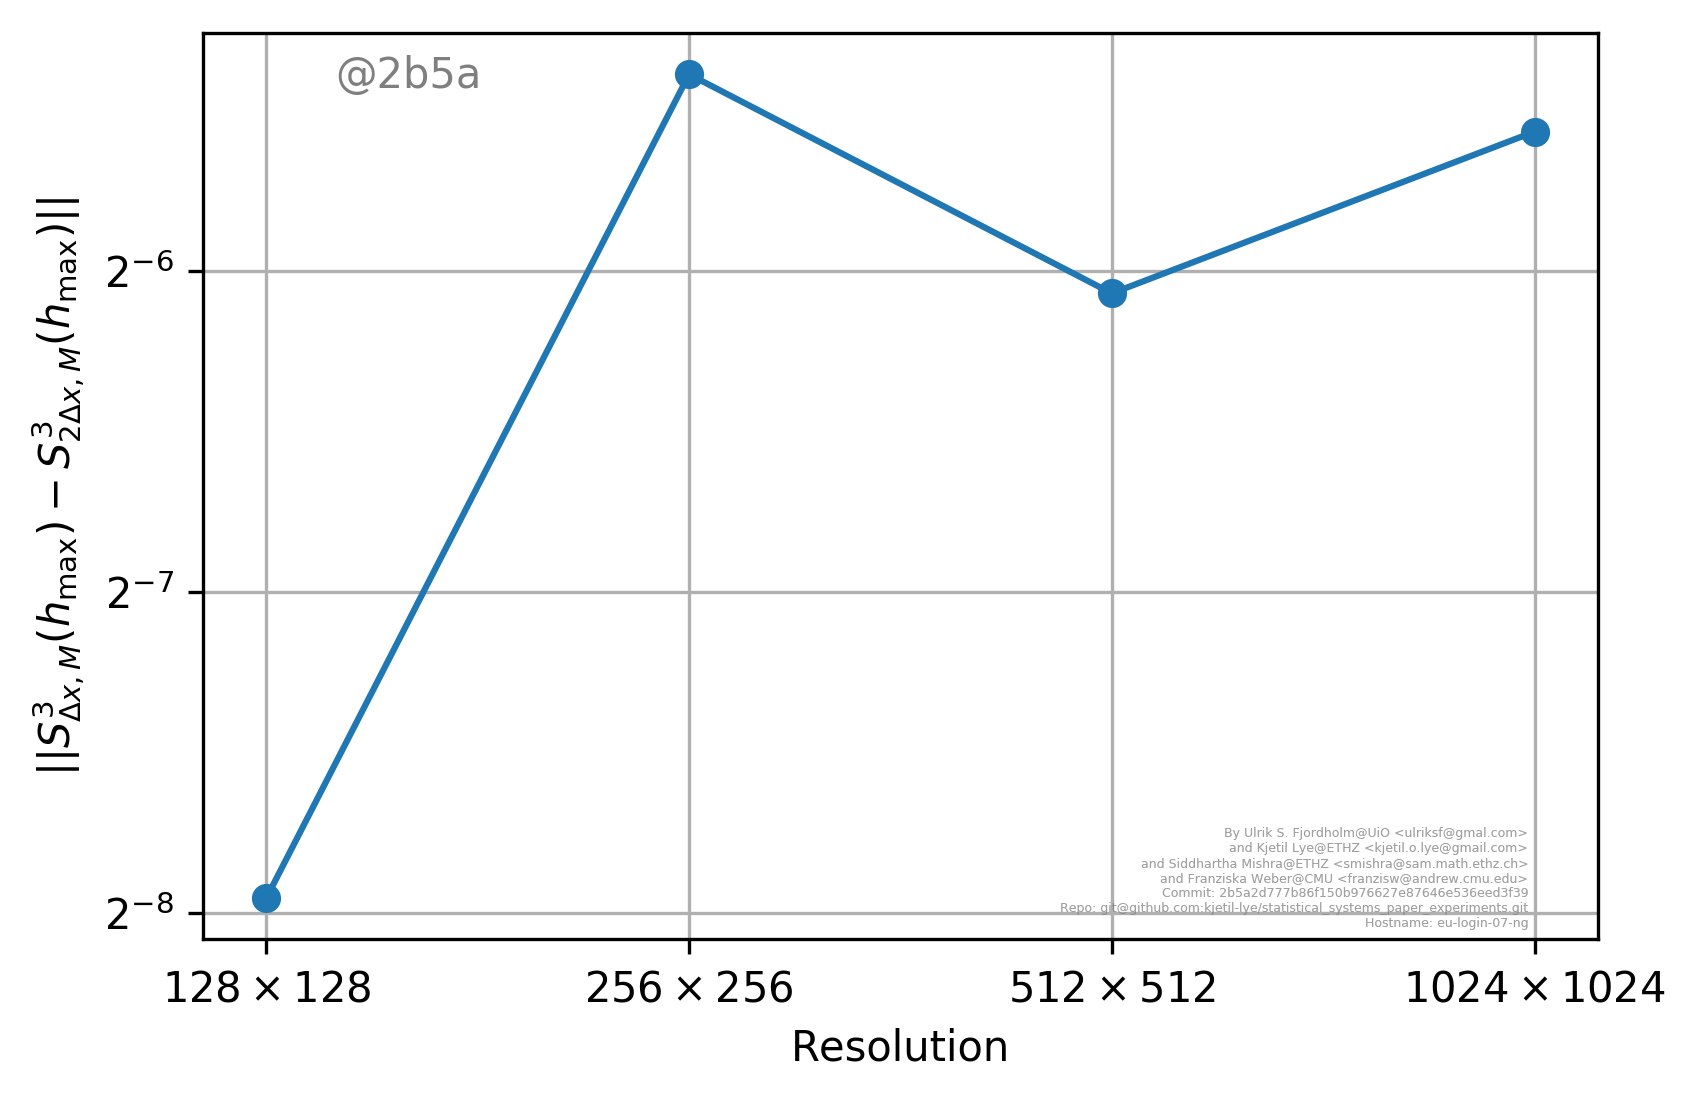 @2b5a
||S^3_{Δx,M}(h_max) − S^3_{2Δx,M}(h_max)||
2^−6
2^−7
2^−8
By Ulrik S. Fjordholm@UiO <ulriksf@gmal.com>
and Kjetil Lye@ETHZ <kjetil.o.lye@gmail.com>
and Siddhartha Mishra@ETHZ <smishra@sam.math.ethz.ch>
and Franziska Weber@CMU <franzisw@andrew.cmu.edu>
Commit: 2b5a2d777b86f150b976627e87646e536eed3f39
Repo: git@github.com:kjetil-lye/statistical_systems_paper_experiments.git
Hostname: eu-login-07-ng
128 × 128
256 × 256
512 × 512
1024 × 1024
Resolution